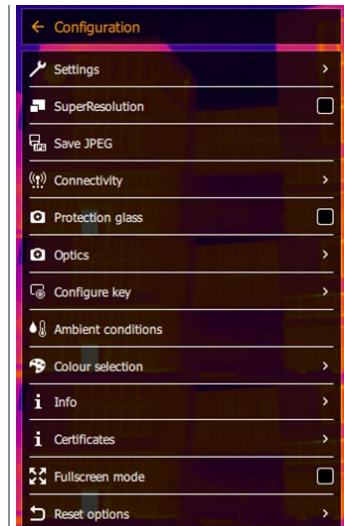 Configuration
Settings
SuperResolution
JPG
Save JPEG
Connectivity
Protection glass
Optics
Configure key
Ambient conditions
Colour selection
Info
Certificates
Fullscreen mode
Reset options